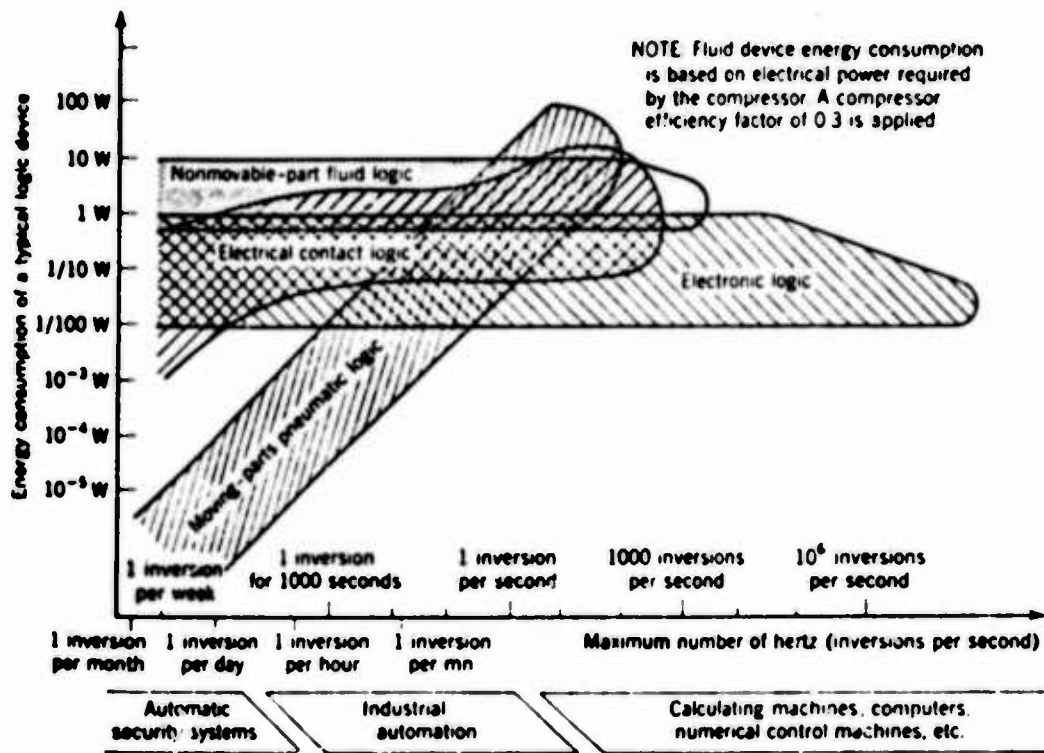 Energy consumption of a typical logic device
NOTE Fluid device energy consumption
is based on electrical power required
by the compressor. A compressor
efficiency factor of 0.3 is applied
100 W
10 W
1 W
1/10 W
1/100 W
10⁻³ W
10⁻⁴ W
10⁻⁵ W
Nonmovable-part fluid logic
Electrical contact logic
Electronic logic
Moving-parts pneumatic logic
1 inversion
per week
1 inversion
for 1000 seconds
1 inversion
per second
1000 inversions
per second
10⁶ inversions
per second
1 inversion
per month
1 inversion
per day
1 inversion
per hour
1 inversion
per mn
Maximum number of hertz (inversions per second)
Automatic
security systems
Industrial
automation
Calculating machines, computers,
numerical control machines, etc.